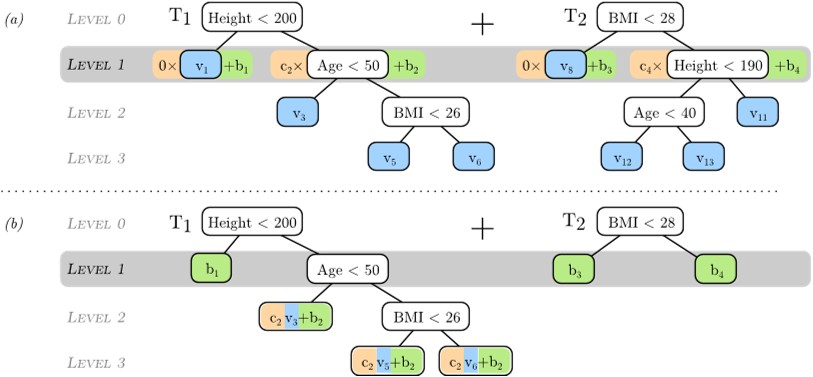 (a) LEVEL 0 T₁ Height < 200 + T₂ BMI < 28
LEVEL 1 0× v₁ +b₁ c₂× Age < 50 +b₂ 0× v₈ +b₃ c₄× Height < 190 +b₄
LEVEL 2 v₃ BMI < 26 Age < 40 v₁₁
LEVEL 3 v₅ v₆ v₁₂ v₁₃
(b) LEVEL 0 T₁ Height < 200 + T₂ BMI < 28
LEVEL 1 b₁ Age < 50 b₃ b₄
LEVEL 2 c₂ v₃+b₂ BMI < 26
LEVEL 3 c₂ v₅+b₂ c₂ v₆+b₂